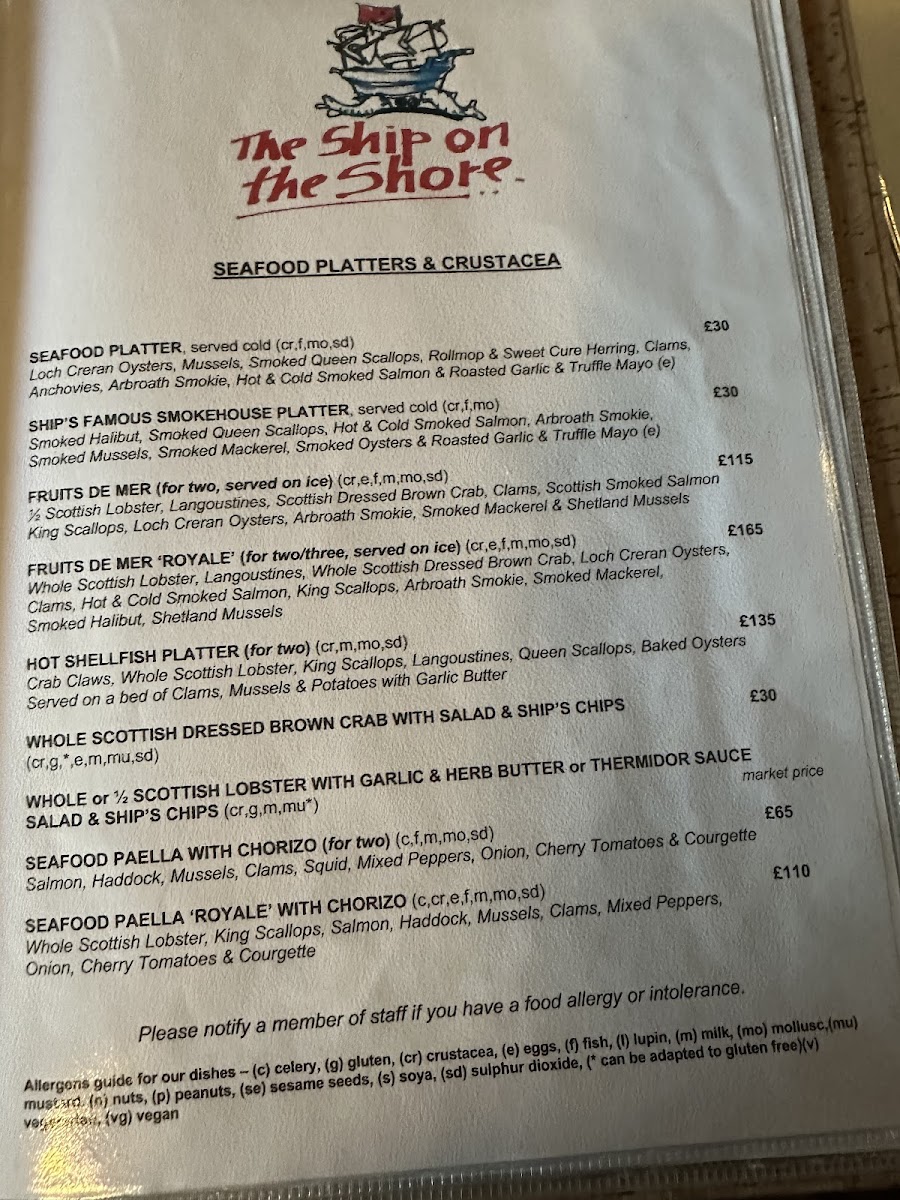 The Ship on
the Shore...
SEAFOOD PLATTERS & CRUSTACEA
SEAFOOD PLATTER, served cold (cr,f,mo,sd) £30
Loch Creran Oysters, Mussels, Smoked Queen Scallops, Rollmop & Sweet Cure Herring, Clams,
Anchovies, Arbroath Smokie, Hot & Cold Smoked Salmon & Roasted Garlic & Truffle Mayo (e)
SHIP'S FAMOUS SMOKEHOUSE PLATTER, served cold (cr,f,mo) £30
Smoked Halibut, Smoked Queen Scallops, Hot & Cold Smoked Salmon, Arbroath Smokie,
Smoked Mussels, Smoked Mackerel, Smoked Oysters & Roasted Garlic & Truffle Mayo (e)
FRUITS DE MER (for two, served on ice) (cr,e,f,m,mo,sd) £115
½ Scottish Lobster, Langoustines, Scottish Dressed Brown Crab, Clams, Scottish Smoked Salmon
King Scallops, Loch Creran Oysters, Arbroath Smokie, Smoked Mackerel & Shetland Mussels
FRUITS DE MER 'ROYALE' (for two/three, served on ice) (cr,e,f,m,mo,sd) £165
Whole Scottish Lobster, Langoustines, Whole Scottish Dressed Brown Crab, Loch Creran Oysters,
Clams, Hot & Cold Smoked Salmon, King Scallops, Arbroath Smokie, Smoked Mackerel,
Smoked Halibut, Shetland Mussels
HOT SHELLFISH PLATTER (for two) (cr,m,mo,sd) £135
Crab Claws, Whole Scottish Lobster, King Scallops, Langoustines, Queen Scallops, Baked Oysters
Served on a bed of Clams, Mussels & Potatoes with Garlic Butter
WHOLE SCOTTISH DRESSED BROWN CRAB WITH SALAD & SHIP'S CHIPS £30
(cr,g,*,e,m,mu,sd)
WHOLE or ½ SCOTTISH LOBSTER WITH GARLIC & HERB BUTTER or THERMIDOR SAUCE
SALAD & SHIP'S CHIPS (cr,g,m,mu*) market price
SEAFOOD PAELLA WITH CHORIZO (for two) (c,f,m,mo,sd) £65
Salmon, Haddock, Mussels, Clams, Squid, Mixed Peppers, Onion, Cherry Tomatoes & Courgette
SEAFOOD PAELLA 'ROYALE' WITH CHORIZO (c,cr,e,f,m,mo,sd) £110
Whole Scottish Lobster, King Scallops, Salmon, Haddock, Mussels, Clams, Mixed Peppers,
Onion, Cherry Tomatoes & Courgette
Please notify a member of staff if you have a food allergy or intolerance.
Allergens guide for our dishes – (c) celery, (g) gluten, (cr) crustacea, (e) eggs, (f) fish, (l) lupin, (m) milk, (mo) mollusc,(mu)
mustard, (n) nuts, (p) peanuts, (se) sesame seeds, (s) soya, (sd) sulphur dioxide, (* can be adapted to gluten free)(v)
vegetarian, (vg) vegan